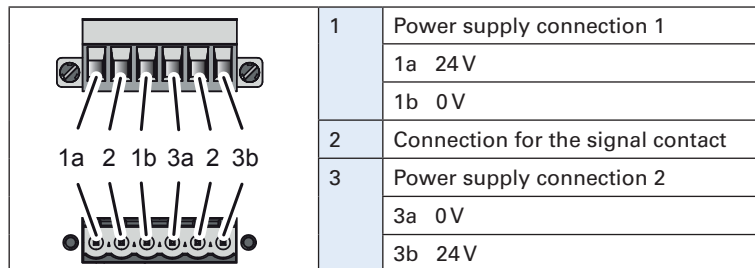 1a 2 1b 3a 2 3b
1 Power supply connection 1
1a 24 V
1b 0 V
2 Connection for the signal contact
3 Power supply connection 2
3a 0 V
3b 24 V